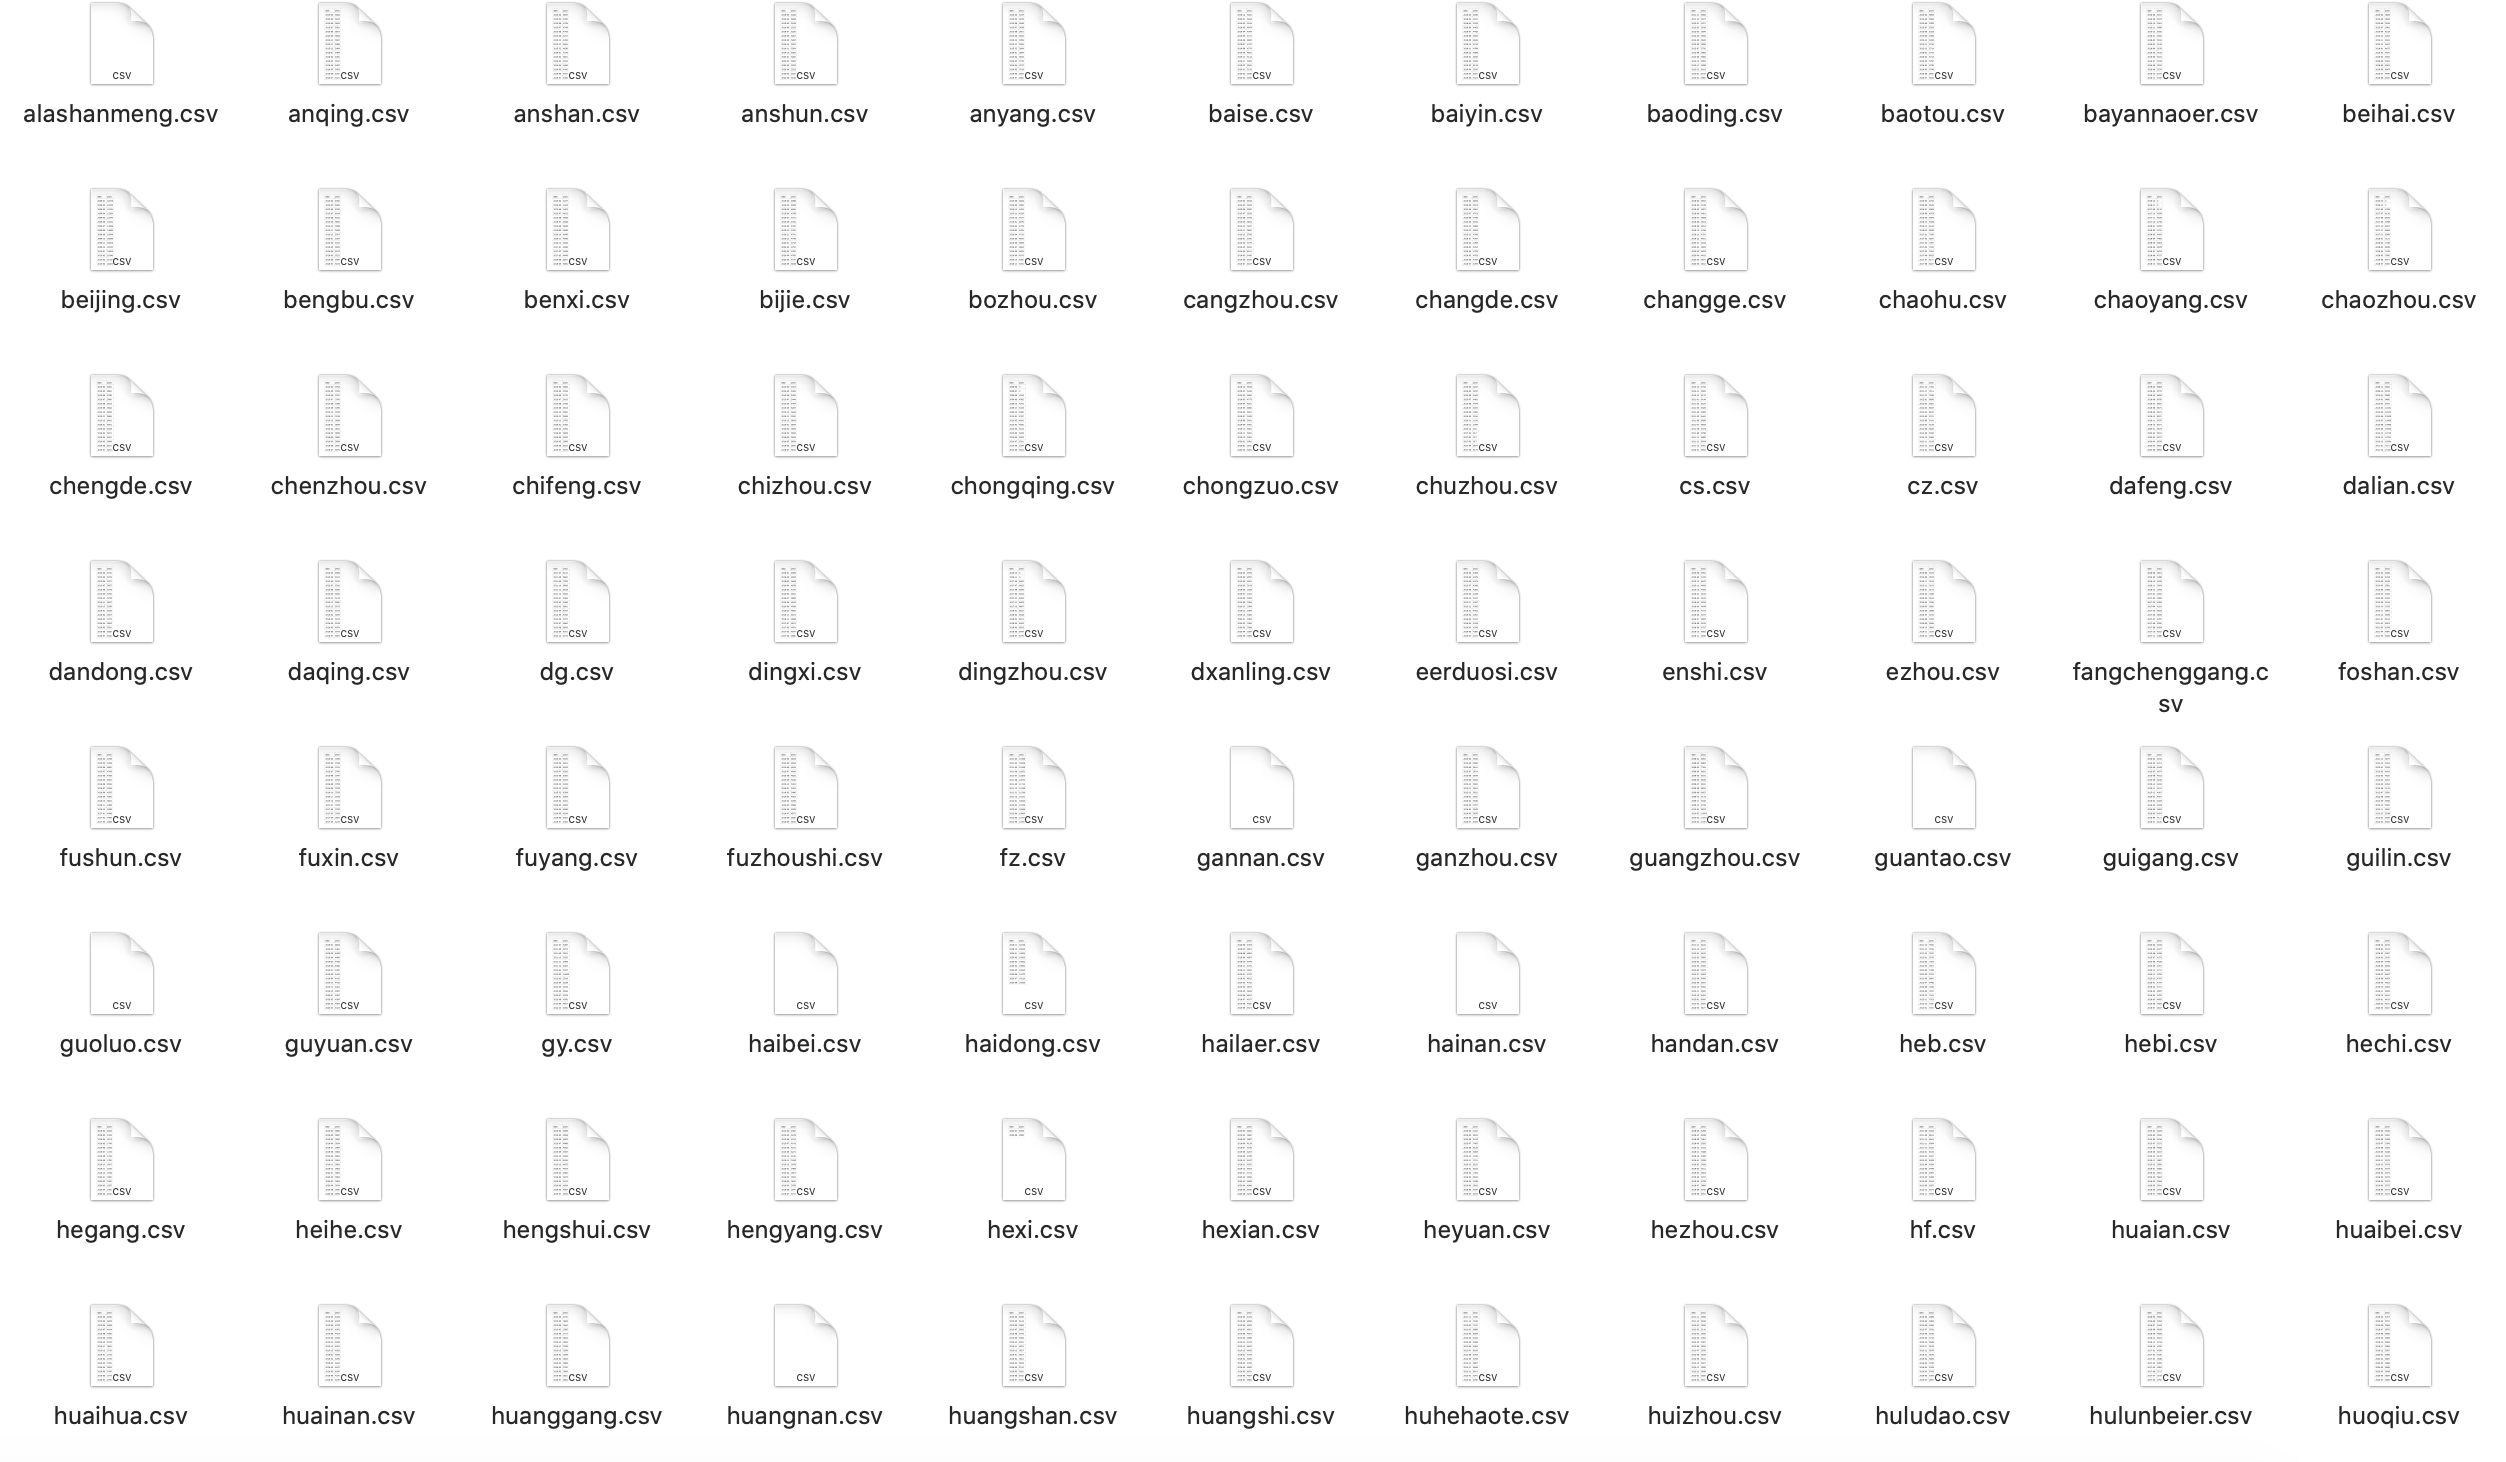 CSV CSV CSV CSV CSV CSV CSV CSV CSV CSV CSV
alashanmeng.csv anqing.csv anshan.csv anshun.csv anyang.csv baise.csv baiyin.csv baoding.csv baotou.csv bayannaoer.csv beihai.csv
CSV CSV CSV CSV CSV CSV CSV CSV CSV CSV CSV
beijing.csv bengbu.csv benxi.csv bijie.csv bozhou.csv cangzhou.csv changde.csv changge.csv chaohu.csv chaoyang.csv chaozhou.csv
CSV CSV CSV CSV CSV CSV CSV CSV CSV CSV CSV
chengde.csv chenzhou.csv chifeng.csv chizhou.csv chongqing.csv chongzuo.csv chuzhou.csv cs.csv cz.csv dafeng.csv dalian.csv
CSV CSV CSV CSV CSV CSV CSV CSV CSV CSV CSV
dandong.csv daqing.csv dg.csv dingxi.csv dingzhou.csv dxanling.csv eerduosi.csv enshi.csv ezhou.csv fangchenggang.c foshan.csv
sv
CSV CSV CSV CSV CSV CSV CSV CSV CSV CSV CSV
fushun.csv fuxin.csv fuyang.csv fuzhoushi.csv fz.csv gannan.csv ganzhou.csv guangzhou.csv guantao.csv guigang.csv guilin.csv
CSV CSV CSV CSV CSV CSV CSV CSV CSV CSV CSV
guoluo.csv guyuan.csv gy.csv haibei.csv haidong.csv hailaer.csv hainan.csv handan.csv heb.csv hebi.csv hechi.csv
CSV CSV CSV CSV CSV CSV CSV CSV CSV CSV CSV
hegang.csv heihe.csv hengshui.csv hengyang.csv hexi.csv hexian.csv heyuan.csv hezhou.csv hf.csv huaian.csv huaibei.csv
CSV CSV CSV CSV CSV CSV CSV CSV CSV CSV CSV
huaihua.csv huainan.csv huanggang.csv huangnan.csv huangshan.csv huangshi.csv huhehaote.csv huizhou.csv huludao.csv hulunbeier.csv huoqiu.csv